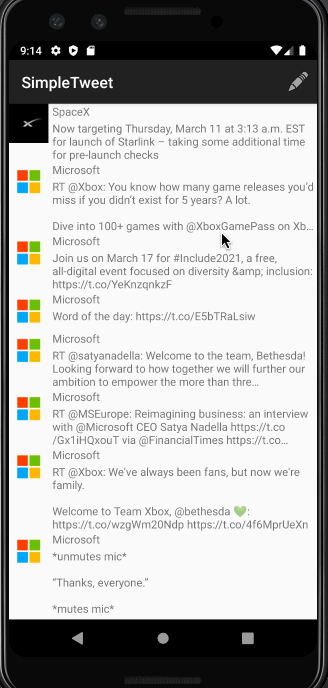 9:14
SimpleTweet
SpaceX
Now targeting Thursday, March 11 at 3:13 a.m. EST
for launch of Starlink – taking some additional time
for pre-launch checks
Microsoft
RT @Xbox: You know how many game releases you'd
miss if you didn't exist for 5 years? A lot.
Dive into 100+ games with @XboxGamePass on Xb…
Microsoft
Join us on March 17 for #Include2021, a free,
all-digital event focused on diversity &amp; inclusion:
https://t.co/YeKnzqnkzF
Microsoft
Word of the day: https://t.co/E5bTRaLsiw
Microsoft
RT @satyanadella: Welcome to the team, Bethesda!
Looking forward to how together we will further our
ambition to empower the more than thre…
Microsoft
RT @MSEurope: Reimagining business: an interview
with @Microsoft CEO Satya Nadella https://t.co
/Gx1iHQxouT via @FinancialTimes https://t.co…
Microsoft
RT @Xbox: We've always been fans, but now we're
family.
Welcome to Team Xbox, @bethesda 💚:
https://t.co/wzgWm20Ndp https://t.co/4f6MprUeXn
Microsoft
*unmutes mic*
“Thanks, everyone.”
*mutes mic*